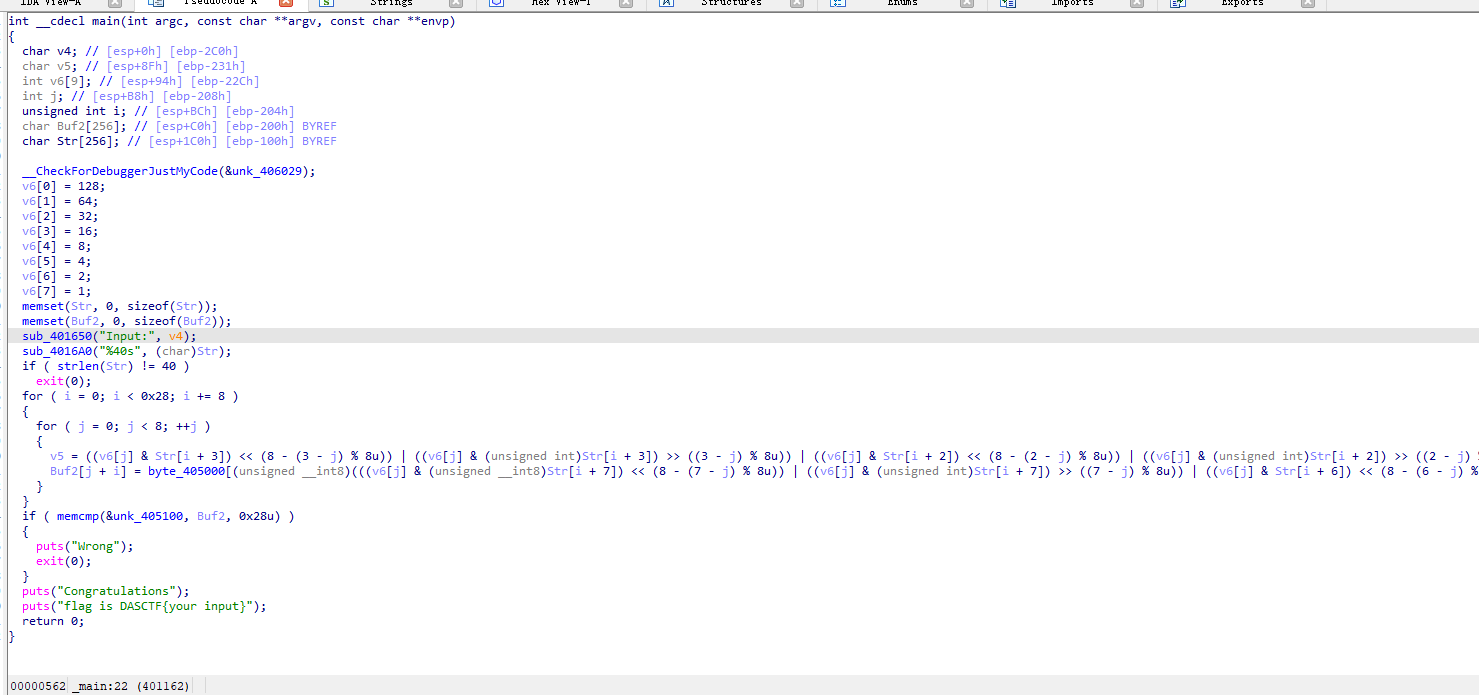 IDA View-A Pseudocode-A Strings Hex View-1 Structures Enums Imports Exports
int __cdecl main(int argc, const char **argv, const char **envp)
{
char v4; // [esp+0h] [ebp-2C0h]
char v5; // [esp+8Fh] [ebp-231h]
int v6[9]; // [esp+94h] [ebp-22Ch]
int j; // [esp+B8h] [ebp-208h]
unsigned int i; // [esp+BCh] [ebp-204h]
char Buf2[256]; // [esp+C0h] [ebp-200h] BYREF
char Str[256]; // [esp+1C0h] [ebp-100h] BYREF
__CheckForDebuggerJustMyCode(&unk_406029);
v6[0] = 128;
v6[1] = 64;
v6[2] = 32;
v6[3] = 16;
v6[4] = 8;
v6[5] = 4;
v6[6] = 2;
v6[7] = 1;
memset(Str, 0, sizeof(Str));
memset(Buf2, 0, sizeof(Buf2));
sub_401650("Input:", v4);
sub_4016A0("%40s", (char)Str);
if ( strlen(Str) != 40 )
exit(0);
for ( i = 0; i < 0x28; i += 8 )
{
for ( j = 0; j < 8; ++j )
{
v5 = ((v6[j] & Str[i + 3]) << (8 - (3 - j) % 8u)) | ((v6[j] & (unsigned int)Str[i + 3]) >> ((3 - j) % 8u)) | ((v6[j] & Str[i + 2]) << (8 - (2 - j) % 8u)) | ((v6[j] & (unsigned int)Str[i + 2]) >> ((2 - j) %
Buf2[j + i] = byte_405000[(unsigned __int8)(((v6[j] & (unsigned __int8)Str[i + 7]) << (8 - (7 - j) % 8u)) | ((v6[j] & (unsigned int)Str[i + 7]) >> ((7 - j) % 8u)) | ((v6[j] & Str[i + 6]) << (8 - (6 - j) %
}
}
if ( memcmp(&unk_405100, Buf2, 0x28u) )
{
puts("Wrong");
exit(0);
}
puts("Congratulations");
puts("flag is DASCTF{your input}");
return 0;
}
00000562 _main:22 (401162)